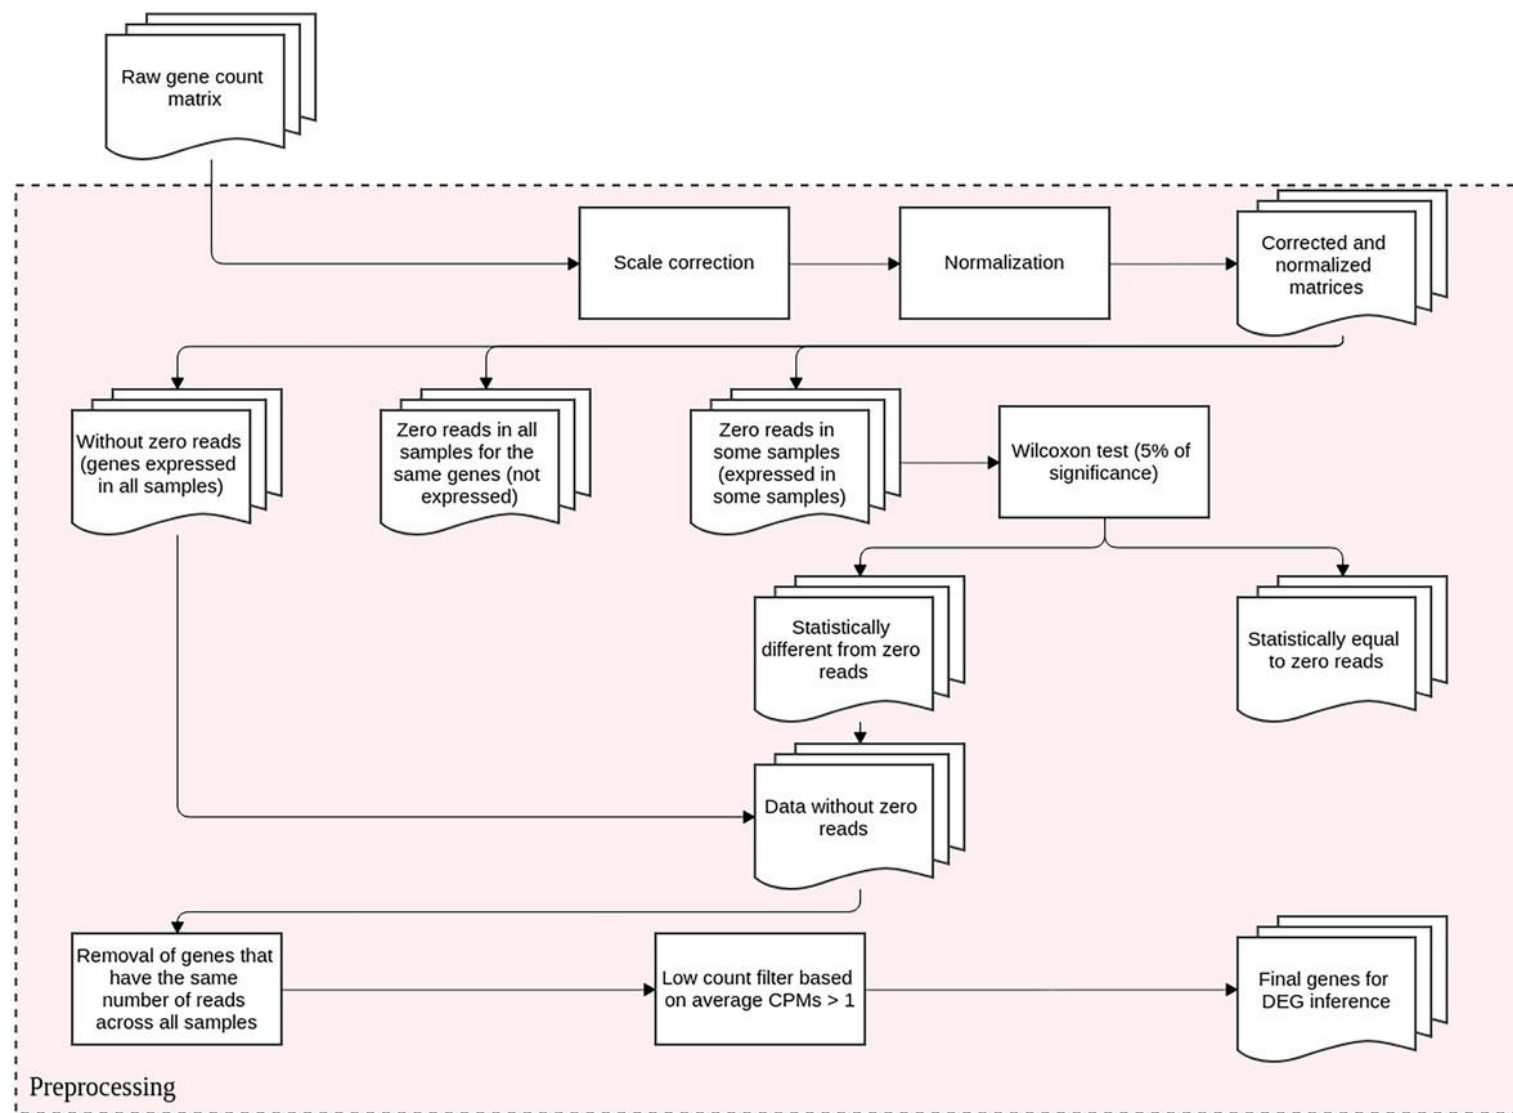 Raw gene count
matrix
Scale correction
Normalization
Corrected and
normalized
matrices
Without zero reads
(genes expressed
in all samples)
Zero reads in all
samples for the
same genes (not
expressed)
Zero reads in
some samples
(expressed in
some samples)
Wilcoxon test (5% of
significance)
Statistically
different from zero
reads
Statistically equal
to zero reads
Data without zero
reads
Removal of genes that
have the same
number of reads
across all samples
Low count filter based
on average CPMs > 1
Final genes for
DEG inference
Preprocessing